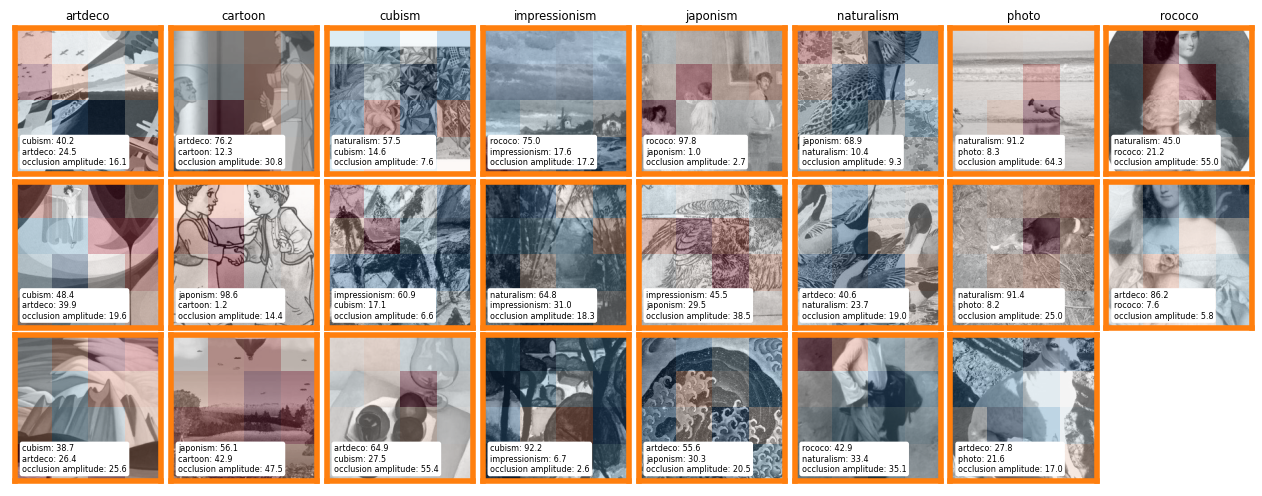 artdeco
cartoon
cubism
impressionism
japonism
naturalism
photo
rococo
cubism: 40.2
artdeco: 24.5
occlusion amplitude: 16.1
artdeco: 76.2
cartoon: 12.3
occlusion amplitude: 30.8
naturalism: 57.5
cubism: 14.6
occlusion amplitude: 7.6
rococo: 75.0
impressionism: 17.6
occlusion amplitude: 17.2
rococo: 97.8
japonism: 1.0
occlusion amplitude: 2.7
japonism: 68.9
naturalism: 10.4
occlusion amplitude: 9.3
naturalism: 91.2
photo: 8.3
occlusion amplitude: 64.3
naturalism: 45.0
rococo: 21.2
occlusion amplitude: 55.0
cubism: 48.4
artdeco: 39.9
occlusion amplitude: 19.6
japonism: 98.6
cartoon: 1.2
occlusion amplitude: 14.4
impressionism: 60.9
cubism: 17.1
occlusion amplitude: 6.6
naturalism: 64.8
impressionism: 31.0
occlusion amplitude: 18.3
impressionism: 45.5
japonism: 29.5
occlusion amplitude: 38.5
artdeco: 40.6
naturalism: 23.7
occlusion amplitude: 19.0
naturalism: 91.4
photo: 8.2
occlusion amplitude: 25.0
artdeco: 86.2
rococo: 7.6
occlusion amplitude: 5.8
cubism: 38.7
artdeco: 26.4
occlusion amplitude: 25.6
japonism: 56.1
cartoon: 42.9
occlusion amplitude: 47.5
artdeco: 64.9
cubism: 27.5
occlusion amplitude: 55.4
cubism: 92.2
impressionism: 6.7
occlusion amplitude: 2.6
artdeco: 55.6
japonism: 30.3
occlusion amplitude: 20.5
rococo: 42.9
naturalism: 33.4
occlusion amplitude: 35.1
artdeco: 27.8
photo: 21.6
occlusion amplitude: 17.0